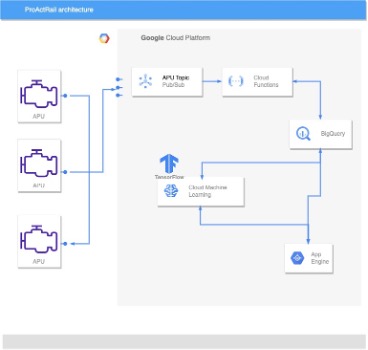 ProActRail architecture
Google Cloud Platform
APU
APU Topic
Pub/Sub
Cloud
Functions
BigQuery
APU
TensorFlow
Cloud Machine
Learning
APU
App
Engine